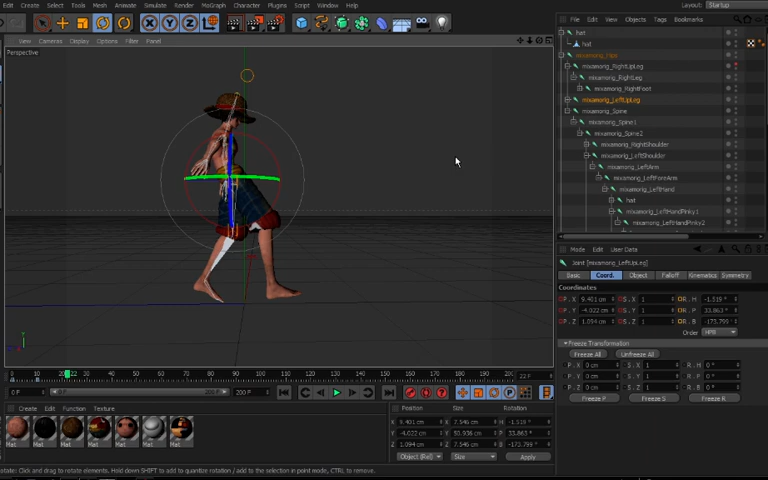 Edit Create Select Tools Mesh Animate Simulate Render MoGraph Character Plugins Script Window Help
Layout: Startup
View Cameras Display Options Filter Panel
Perspective
File Edit View Objects Tags Bookmarks
hat
hat
mixamorig_Hips
mixamorig_RightUpLeg
mixamorig_RightLeg
mixamorig_RightFoot
mixamorig_LeftUpLeg
mixamorig_Spine
mixamorig_Spine1
mixamorig_Spine2
mixamorig_RightShoulder
mixamorig_LeftShoulder
mixamorig_LeftArm
mixamorig_LeftForeArm
mixamorig_LeftHand
hat
mixamorig_LeftHandPinky1
mixamorig_LeftHandPinky2
Mode Edit User Data
Joint [mixamorig_LeftUpLeg]
Basic Coord. Object Falloff Kinematics Symmetry
Coordinates
P.X 9.401 cm S.X 1 R.H -1.519 °
P.Y -4.022 cm S.Y 1 R.P 33.863 °
P.Z 1.094 cm S.Z 1 R.B -173.799 °
Order HPB
Freeze Transformation
Freeze All Unfreeze All
P.X 0 cm S.X 1 R.H 0 °
P.Y 0 cm S.Y 1 R.P 0 °
P.Z 0 cm S.Z 1 R.B 0 °
Freeze P Freeze S Freeze R
0 10 30 40 50 60 70 80 90 100 110 120 130 140 150 160 170 180 190 200 22 F
0 F 0 F 200 F 200 F
Create Edit Function Texture
Mat Mat Mat Mat Mat Mat Mat
Position Size Rotation
X 9.401 cm X 7.546 cm H -1.519 °
Y -4.022 cm Y 50.936 cm P 33.863 °
Z 1.094 cm Z 7.546 cm B -173.799 °
Object (Rel) Size Apply
otate: Click and drag to rotate elements. Hold down SHIFT to add to quantize rotation / add to the selection in point mode, CTRL to remove.